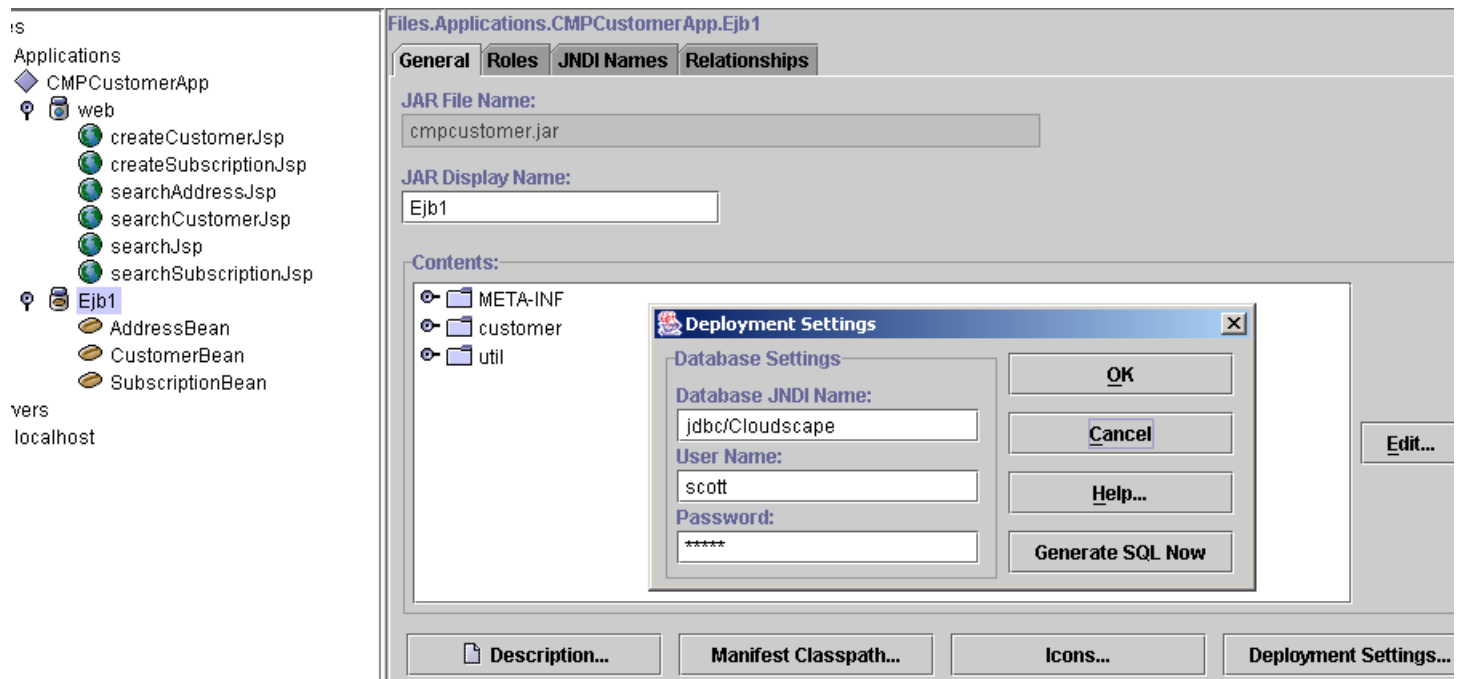 es
Applications
CMPCustomerApp
web
createCustomerJsp
createSubscriptionJsp
searchAddressJsp
searchCustomerJsp
searchJsp
searchSubscriptionJsp
Ejb1
AddressBean
CustomerBean
SubscriptionBean
vers
localhost
Files.Applications.CMPCustomerApp.Ejb1
General Roles JNDI Names Relationships
JAR File Name:
cmpcustomer.jar
JAR Display Name:
Ejb1
Contents:
META-INF
customer
util
Deployment Settings
Database Settings
Database JNDI Name:
jdbc/Cloudscape
User Name:
scott
Password:
*****
OK
Cancel
Help...
Generate SQL Now
Edit...
Description... Manifest Classpath... Icons... Deployment Settings...